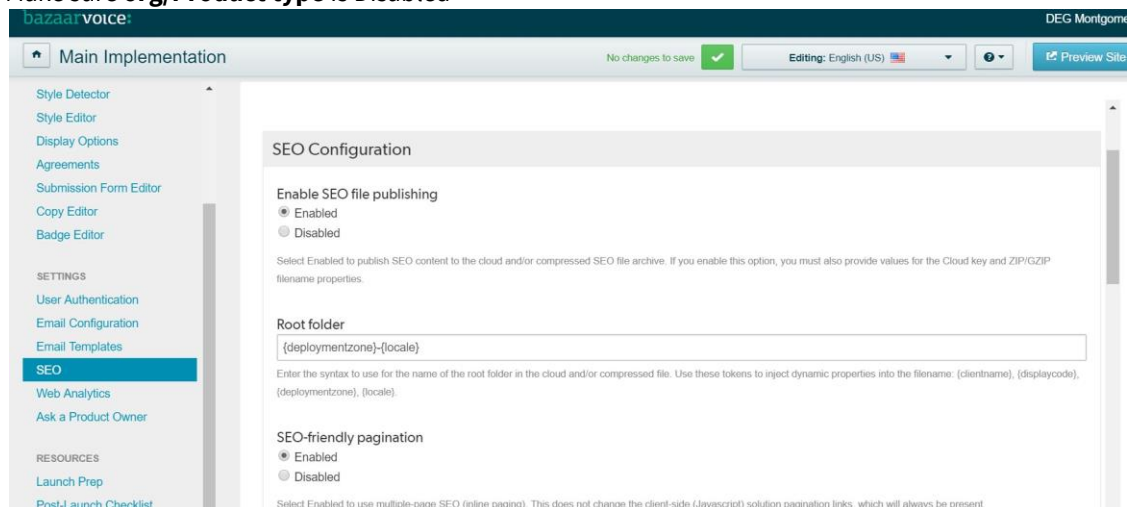 bazaarvoice:
DEG Montgome
Main Implementation
No changes to save
Editing: English (US)
Preview Site
Style Detector
Style Editor
Display Options
Agreements
Submission Form Editor
Copy Editor
Badge Editor
SETTINGS
User Authentication
Email Configuration
Email Templates
SEO
Web Analytics
Ask a Product Owner
RESOURCES
Launch Prep
Post-Launch Checklist
SEO Configuration
Enable SEO file publishing
Enabled
Disabled
Select Enabled to publish SEO content to the cloud and/or compressed SEO file archive. If you enable this option, you must also provide values for the Cloud key and ZIP/GZIP
filename properties.
Root folder
{deploymentzone}-{locale}
Enter the syntax to use for the name of the root folder in the cloud and/or compressed file. Use these tokens to inject dynamic properties into the filename: {clientname}, {displaycode},
{deploymentzone}, {locale}.
SEO-friendly pagination
Enabled
Disabled
Select Enabled to use multiple-page SEO (inline paging). This does not change the client-side (Javascript) solution pagination links, which will always be present.